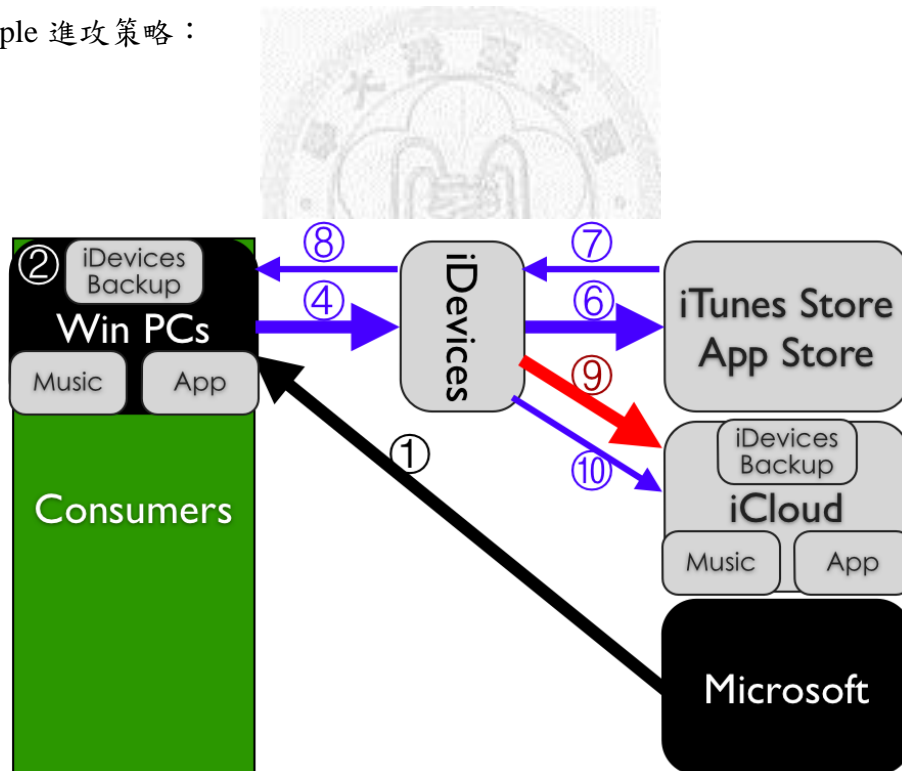 ple 進攻策略：
②
iDevices
Backup
Win PCs
Music
App
Consumers
⑧
④
iDevices
⑦
⑥
iTunes Store
App Store
⑨
⑩
①
iDevices
Backup
iCloud
Music
App
Microsoft